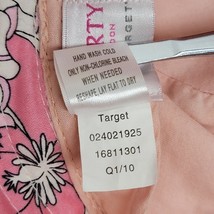 RTY
HAND WASH COLD
ONLY NON-CHLORINE BLEACH
WHEN NEEDED
RESHAPE, LAY FLAT TO DRY
Target
024021925
16811301
Q1/10